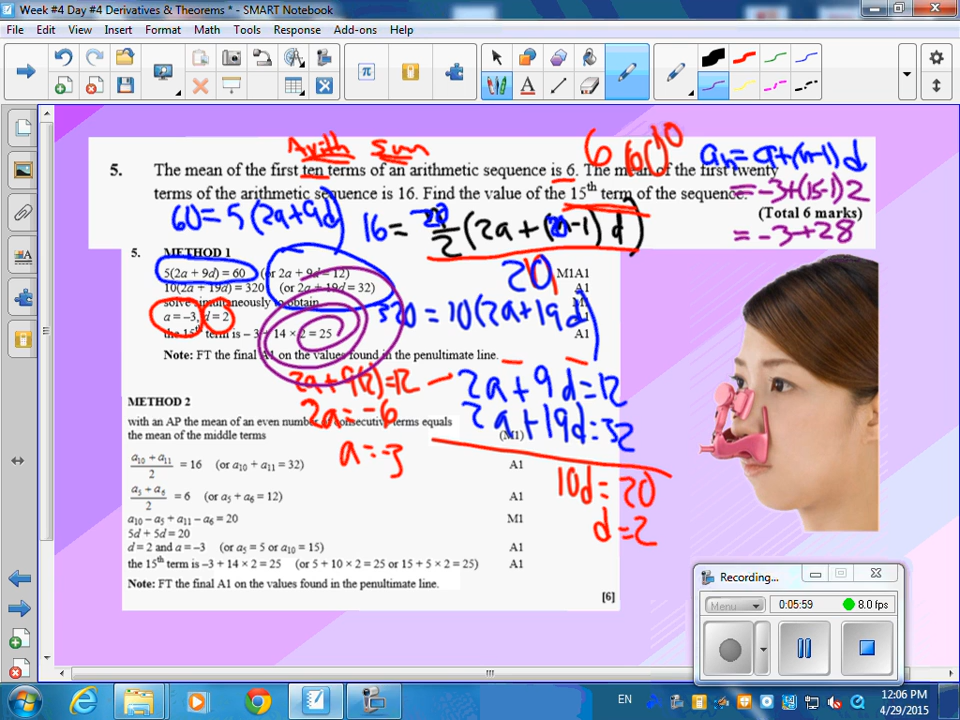 Week #4 Day #4 Derivatives & Theorems * - SMART Notebook
File Edit View Insert Format Math Tools Response Add-ons Help
Arith Sum
6 60 10
5. The mean of the first ten terms of an arithmetic sequence is 6. The mean of the first twenty
terms of the arithmetic sequence is 16. Find the value of the 15th term of the sequence.
(Total 6 marks)
aₙ = a + (n-1)d
= -3 + (15-1)2
= -3 + 28
60 = 5(2a + 9d)
16 = (2a + (20-1)d)
20
320 = 10(2a + 19d)
2a + 9d = 12
2a + 19d = 32
10d = 20
d = 2
2a + 9(2) = 12
2a = -6
a = -3
5. METHOD 1
5(2a + 9d) = 60 (or 2a + 9d = 12) M1A1
10(2a + 19d) = 320 (or 2a + 19d = 32) A1
solve simultaneously to obtain M1
a = −3, d = 2 A1
the 15th term is − 3 + 14 × 2 = 25 A1
Note: FT the final A1 on the values found in the penultimate line.
METHOD 2
with an AP the mean of an even number of consecutive terms equals
the mean of the middle terms (M1)
(a₁₀ + a₁₁)/2 = 16 (or a₁₀ + a₁₁ = 32) A1
(a₅ + a₆)/2 = 6 (or a₅ + a₆ = 12) A1
a₁₀ − a₅ + a₁₁ − a₆ = 20 M1
5d + 5d = 20
d = 2 and a = −3 (or a₅ = 5 or a₁₀ = 15) A1
the 15th term is −3 + 14 × 2 = 25 (or 5 + 10 × 2 = 25 or 15 + 5 × 2 = 25) A1
Note: FT the final A1 on the values found in the penultimate line.
[6]
Recording...
Menu 0:05:59 8.0 fps
EN
12:06 PM
4/29/2015